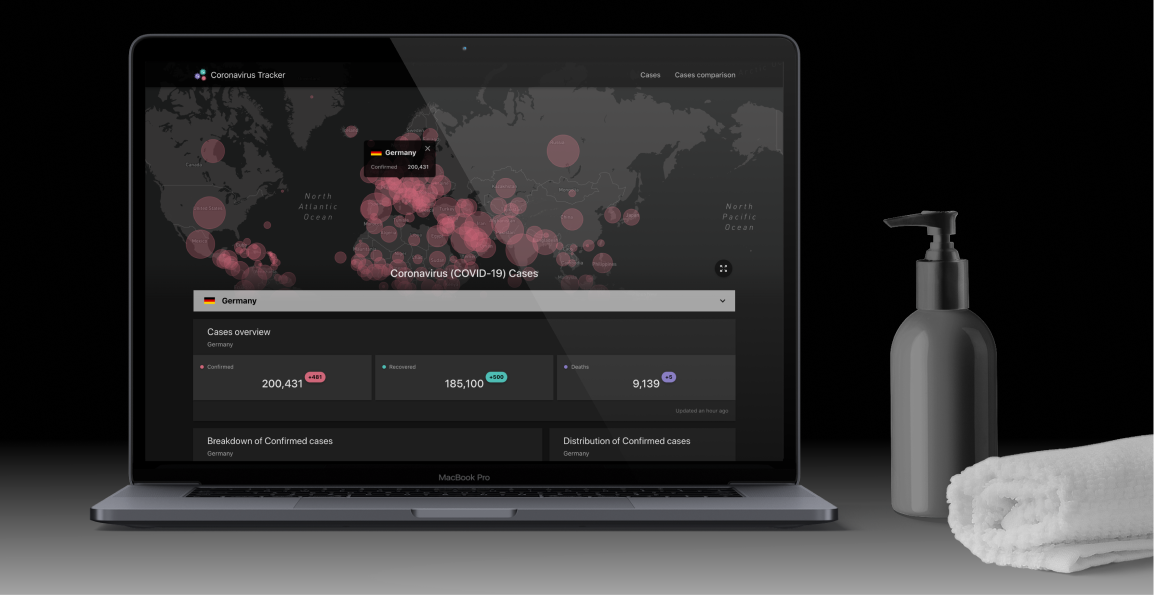 Coronavirus Tracker
Cases Cases comparison
Germany
Confirmed 200,431
North
Atlantic
Ocean
North
Pacific
Ocean
Coronavirus (COVID-19) Cases
Germany
Cases overview
Germany
Confirmed Recovered Deaths
200,431 +481 185,100 +500 9,139 +5
Updated an hour ago
Breakdown of Confirmed cases Distribution of Confirmed cases
Germany Germany
MacBook Pro